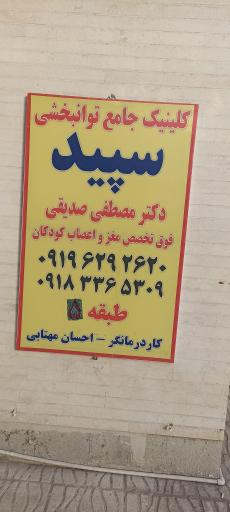 کلینیک جامع توانبخشی
سپید
دکتر مصطفی صدیقی
فوق تخصص مغز و اعصاب کودکان
۰۹۱۹ ۶۲۹ ۲۶۲۰
۰۹۱۸ ۳۳۶ ۵۳۰۹
طبقه ۵
کاردرمانگر - احسان مهتابی